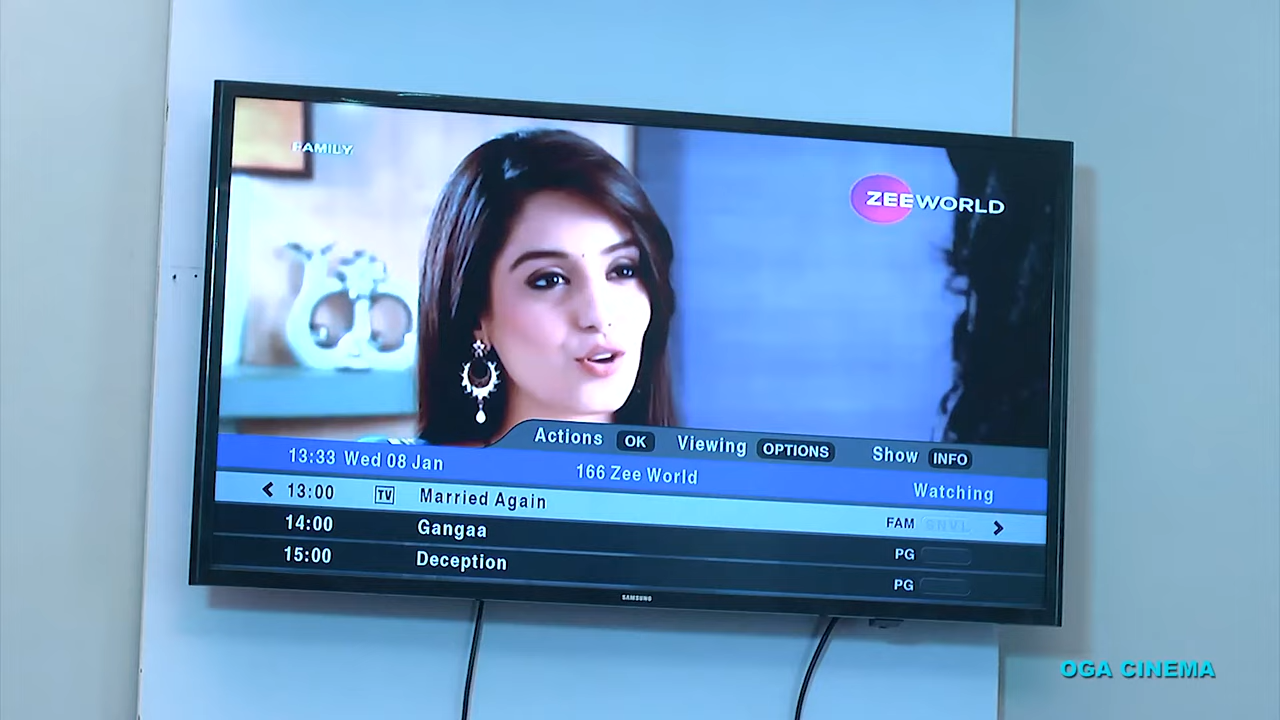 FAMILY
ZEEWORLD
Actions OK Viewing OPTIONS Show INFO
13:33 Wed 08 Jan 166 Zee World Watching
13:00 TV Married Again FAM SNVL
14:00 Gangaa PG
15:00 Deception PG
SAMSUNG
OGA CINEMA